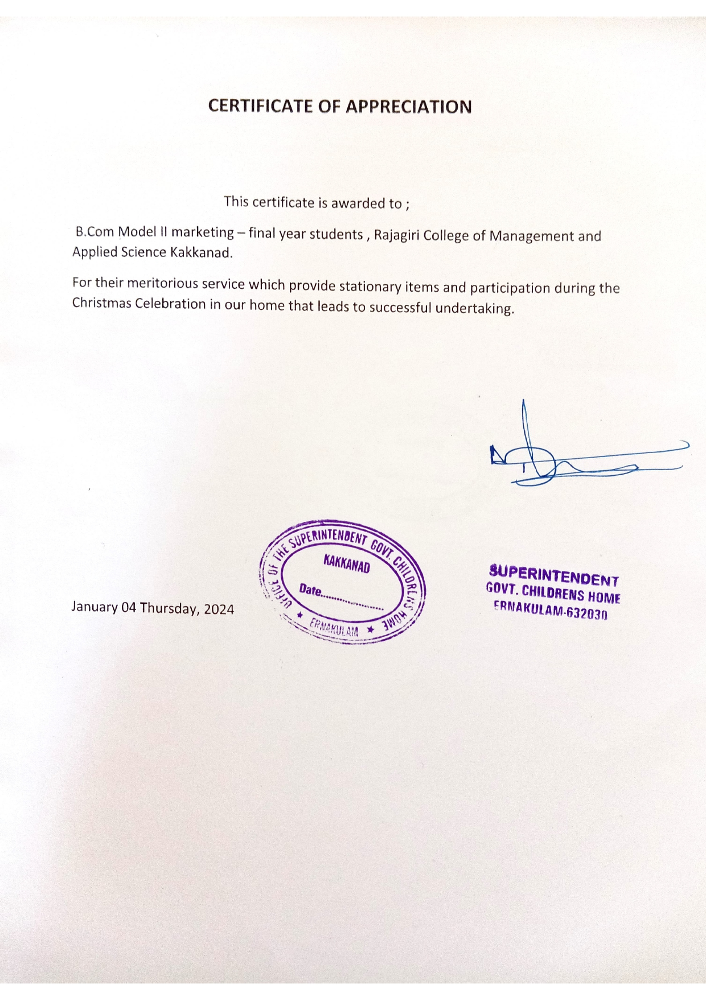 CERTIFICATE OF APPRECIATION
This certificate is awarded to ;
B.Com Model II marketing – final year students , Rajagiri College of Management and
Applied Science Kakkanad.
For their meritorious service which provide stationary items and participation during the
Christmas Celebration in our home that leads to successful undertaking.
OFFICE OF THE SUPERINTENDENT GOVT. CHILDRENS HOME
KAKKANAD
Date......................
★ ERNAKULAM ★
SUPERINTENDENT
GOVT. CHILDRENS HOME
ERNAKULAM-632030
January 04 Thursday, 2024